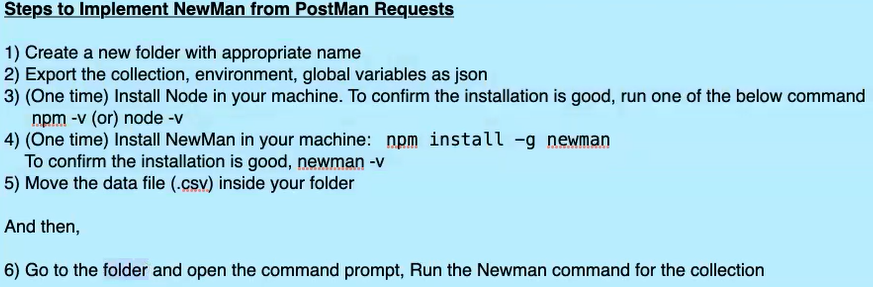 Steps to Implement NewMan from PostMan Requests
1) Create a new folder with appropriate name
2) Export the collection, environment, global variables as json
3) (One time) Install Node in your machine. To confirm the installation is good, run one of the below command
npm -v (or) node -v
4) (One time) Install NewMan in your machine: npm install -g newman
To confirm the installation is good, newman -v
5) Move the data file (.csv) inside your folder
And then,
6) Go to the folder and open the command prompt, Run the Newman command for the collection